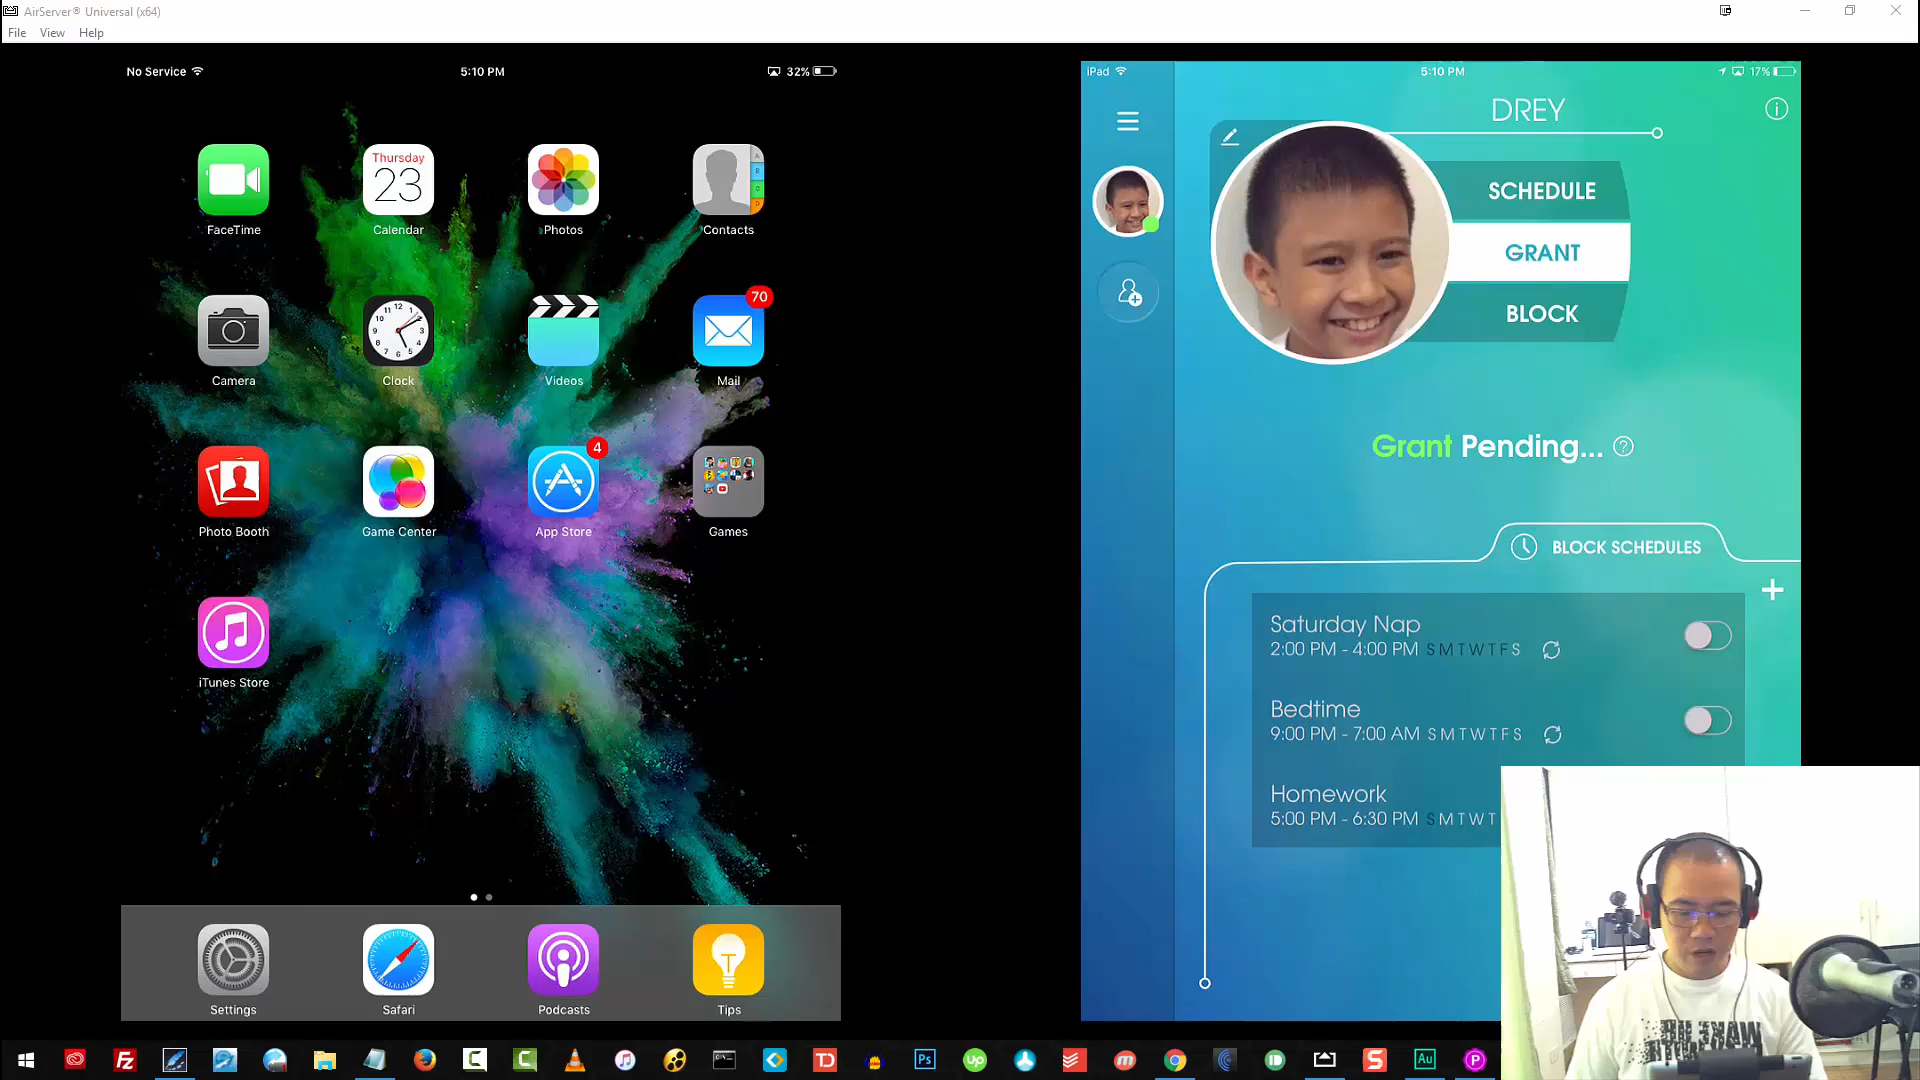 AirServer® Universal (x64)
File View Help
No Service 5:10 PM 32%
FaceTime
Thursday
23
Calendar
Photos
Contacts
Camera
Clock
Videos
70
Mail
Photo Booth
Game Center
4
App Store
Games
iTunes Store
Settings
Safari
Podcasts
Tips
iPad 5:10 PM 17%
DREY
SCHEDULE
GRANT
BLOCK
Grant Pending... ?
BLOCK SCHEDULES
Saturday Nap
2:00 PM - 4:00 PM S M T W T F S
Bedtime
9:00 PM - 7:00 AM S M T W T F S
Homework
5:00 PM - 6:30 PM S M T W T